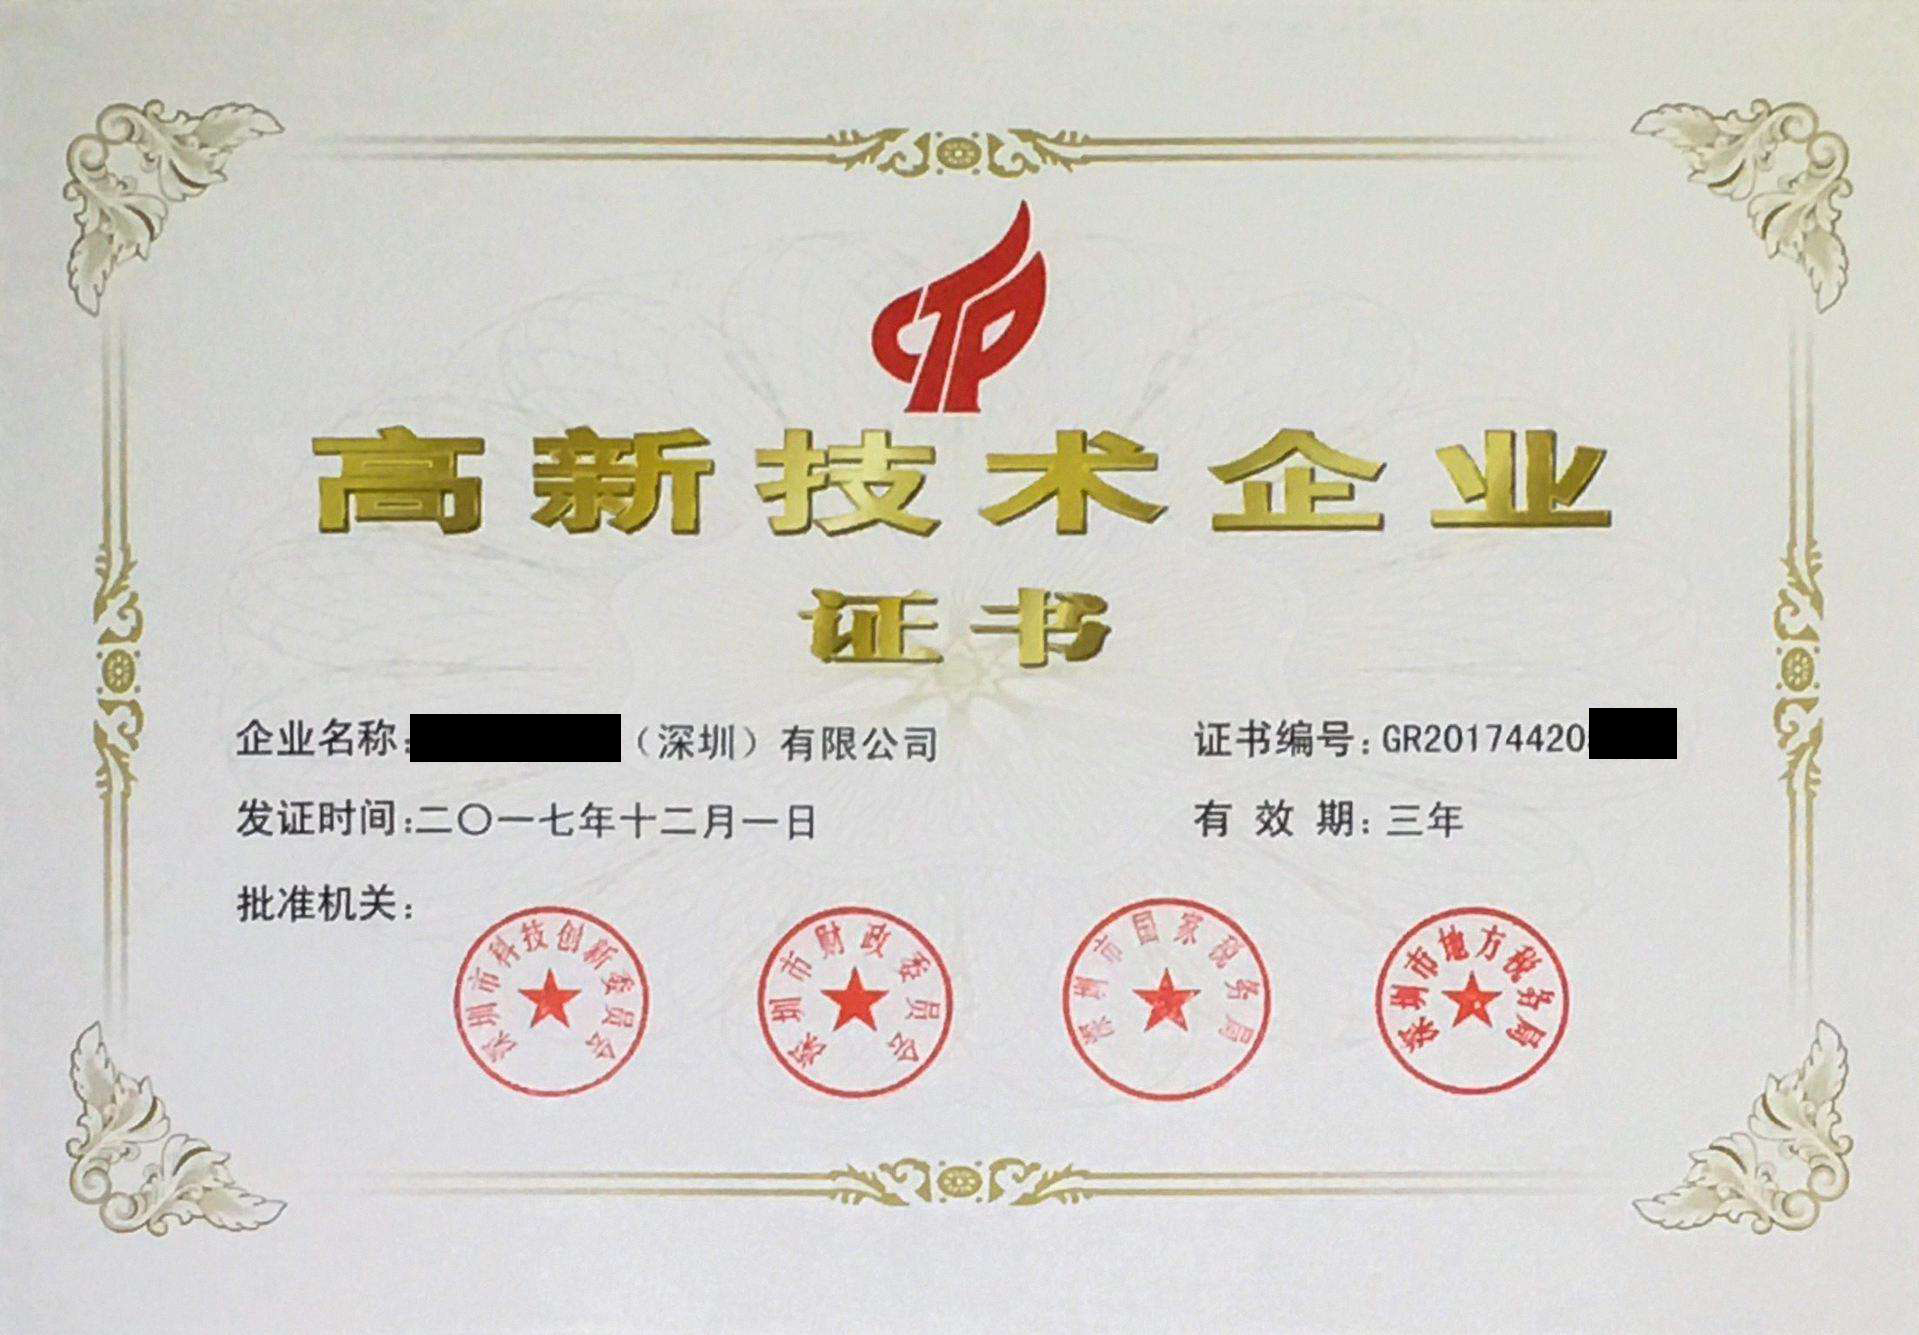 CTP
高新技术企业
证书
企业名称:（深圳）有限公司
证书编号:GR201744420
发证时间:二〇一七年十二月一日
有 效 期:三年
批准机关:
深圳市科技创新委员会
深圳市财政委员会
深圳市国家税务局
深圳市地方税务局